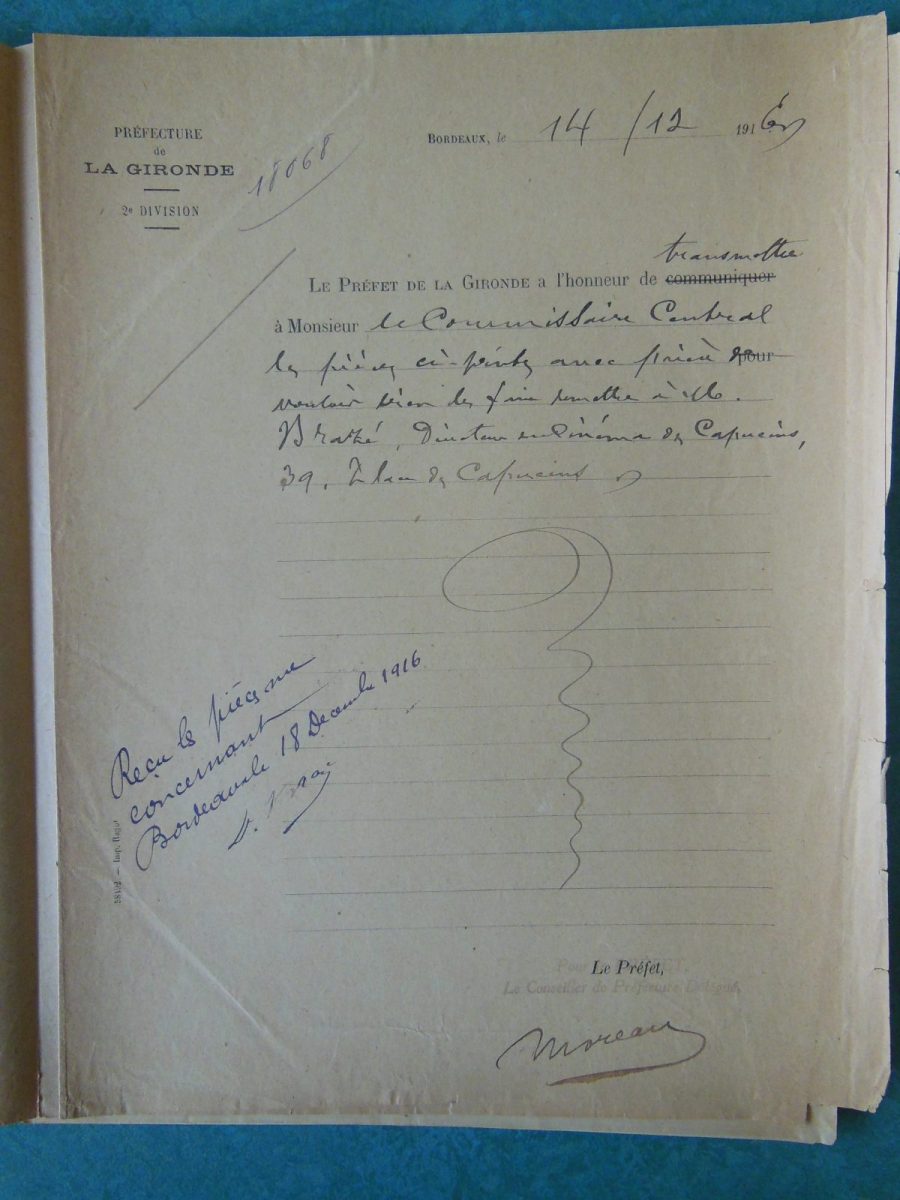 PRÉFECTURE
de
LA GIRONDE
2e DIVISION
18068
BORDEAUX, le 14/12 1916
transmettre
LE PRÉFET DE LA GIRONDE a l'honneur de communiquer
à Monsieur le Commissaire Central
les pièces ci-jointes avec prière de pour
vouloir bien les faire remettre à M.
Directeur du Cinéma des Capucins,
39, Place des Capucins
Reçu les pièces me
concernant
Bordeaux le 18 Décembre 1916
Le Préfet,
Le Conseiller de Préfecture Délégué,
Moreau